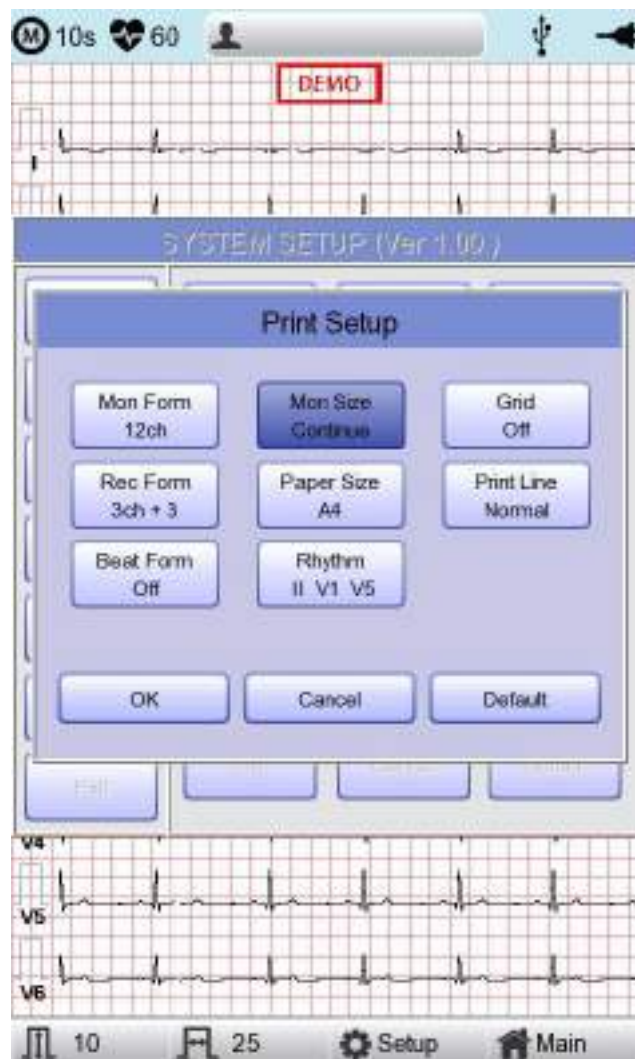 M 10s 60
DEMO
I
SYSTEM SETUP (Ver 1.00 )
Print Setup
Mon Form
12ch
Mon Size
Continue
Grid
Off
Rec Form
3ch + 3
Paper Size
A4
Print Line
Normal
Beat Form
Off
Rhythm
II V1 V5
OK
Cancel
Default
Exit
V4
V5
V6
10
25
Setup
Main